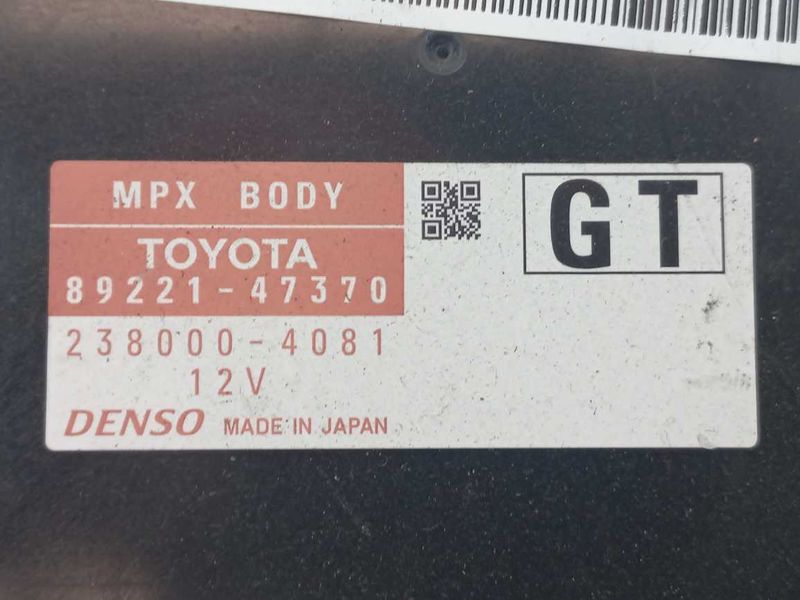 MPX BODY
GT
TOYOTA
89221-47370
238000-4081
12V
DENSO MADE IN JAPAN